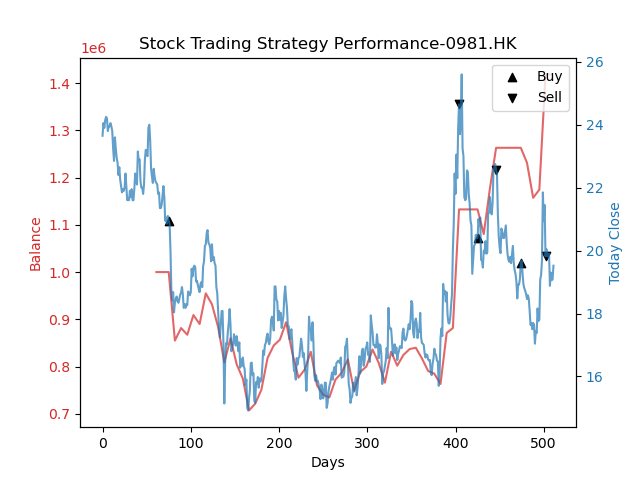 Stock Trading Strategy Performance-0981.HK
1e6
Buy
Sell
1.4
1.3
1.2
1.1
1.0
0.9
0.8
0.7
Balance
26
24
22
20
18
16
Today Close
0 100 200 300 400 500
Days